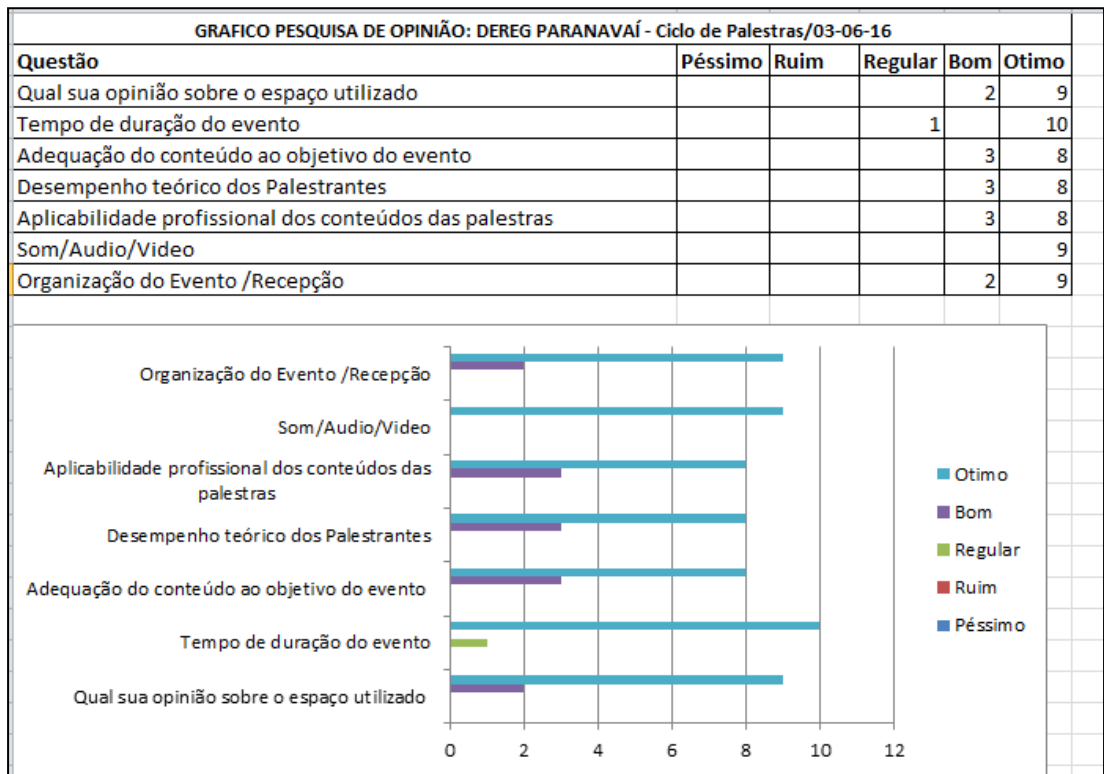 GRAFICO PESQUISA DE OPINIÃO: DEREG PARANAVAÍ - Ciclo de Palestras/03-06-16
Questão Péssimo Ruim Regular Bom Otimo
Qual sua opinião sobre o espaço utilizado 2 9
Tempo de duração do evento 1 10
Adequação do conteúdo ao objetivo do evento 3 8
Desempenho teórico dos Palestrantes 3 8
Aplicabilidade profissional dos conteúdos das palestras 3 8
Som/Audio/Video 9
Organização do Evento /Recepção 2 9
Organização do Evento /Recepção
Som/Audio/Video
Aplicabilidade profissional dos conteúdos das
palestras
Desempenho teórico dos Palestrantes
Adequação do conteúdo ao objetivo do evento
Tempo de duração do evento
Qual sua opinião sobre o espaço utilizado
0 2 4 6 8 10 12
Otimo
Bom
Regular
Ruim
Péssimo